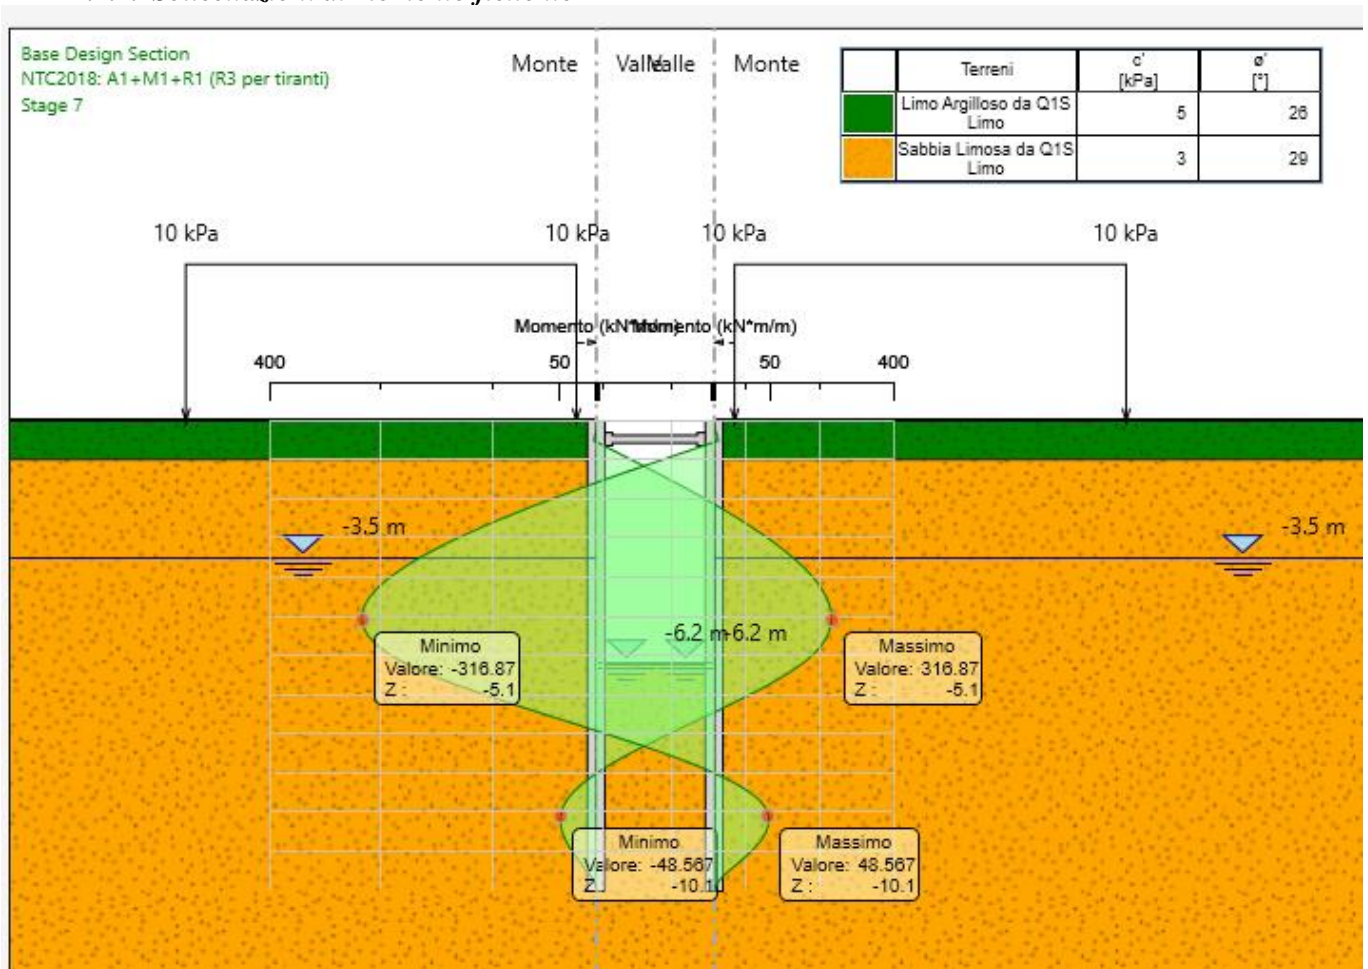 Base Design Section
NTC2018: A1+M1+R1 (R3 per tiranti)
Stage 7
Monte Valle Valle Monte
Terreni c' [kPa] ø' [°]
Limo Argilloso da Q1S Limo 5 26
Sabbia Limosa da Q1S Limo 3 29
10 kPa 10 kPa 10 kPa 10 kPa
Momento (kN*m/m) Momento (kN*m/m)
400 50 50 400
-3.5 m -3.5 m
-6.2 m -6.2 m
Minimo
Valore: -316.87
Z : -5.1
Massimo
Valore: 316.87
Z : -5.1
Minimo
Valore: -48.567
Z : -10.1
Massimo
Valore: 48.567
Z : -10.1